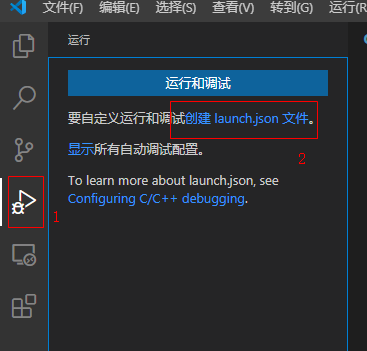 文件(F) 编辑(E) 选择(S) 查看(V) 转到(G) 运行(R)
运行
运行和调试
要自定义运行和调试创建 launch.json 文件。
2
显示所有自动调试配置。
To learn more about launch.json, see
Configuring C/C++ debugging.
1